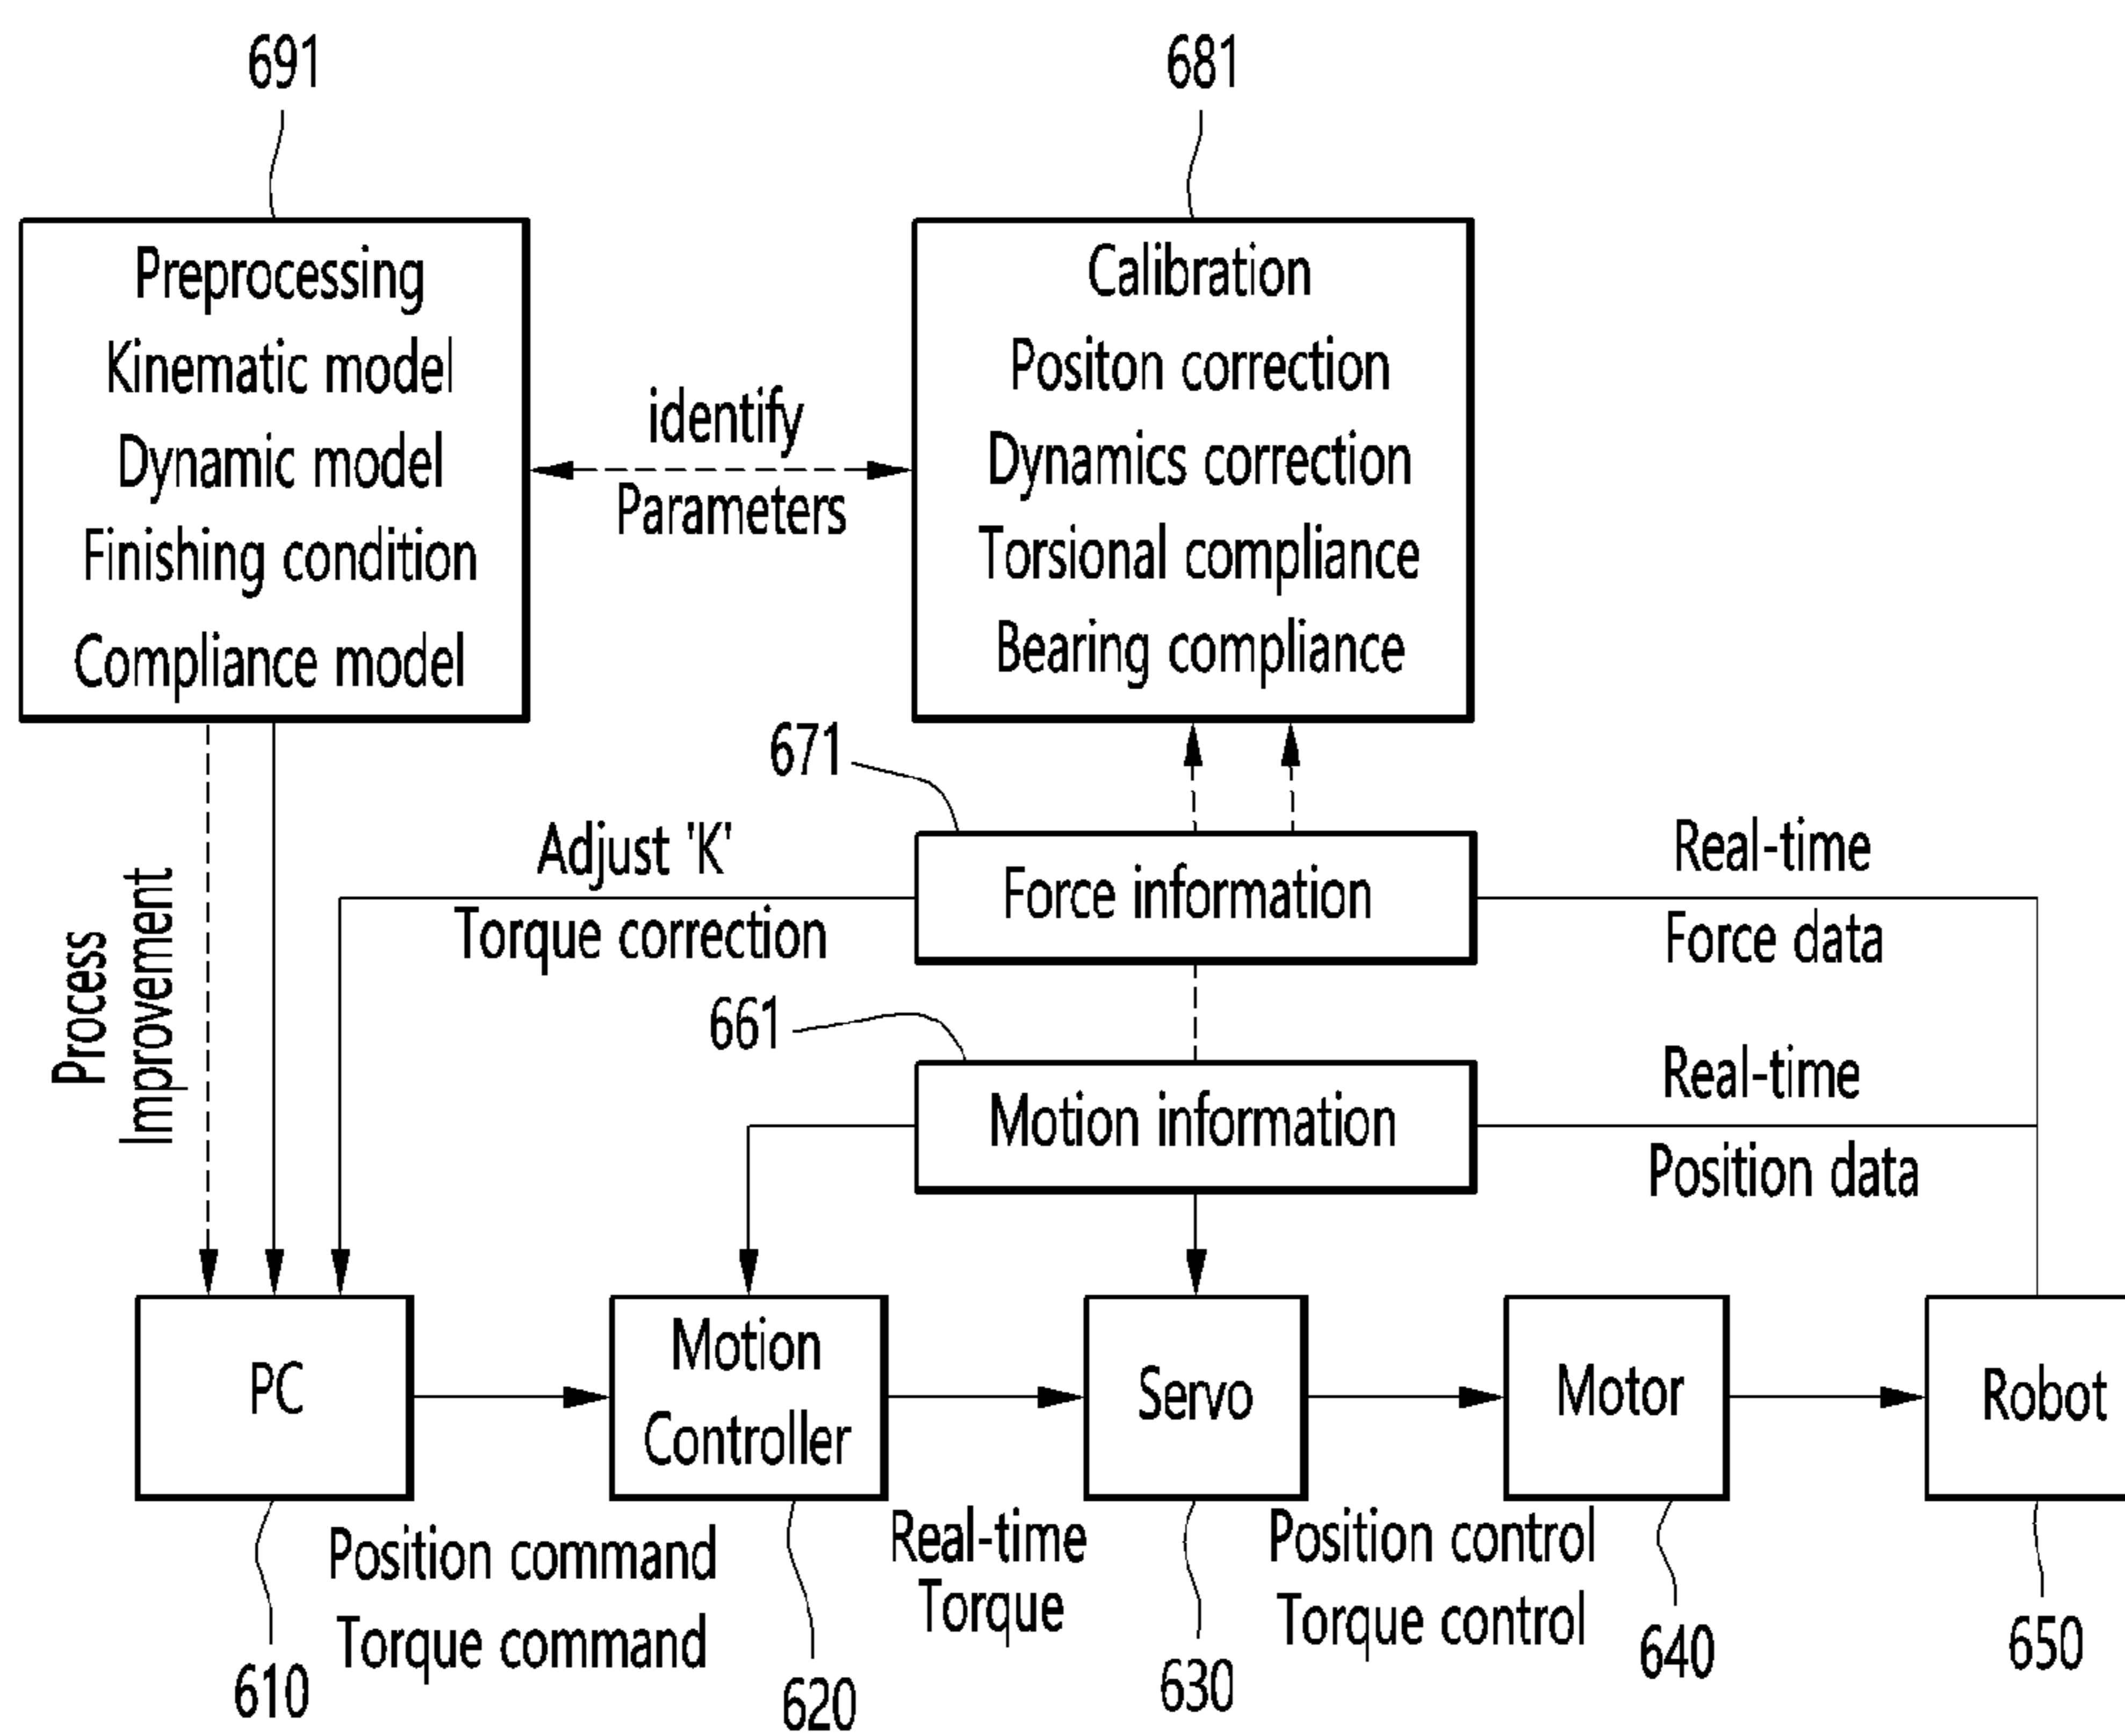 691
681
Preprocessing
Kinematic model
Dynamic model
Finishing condition
Compliance model
identify
Parameters
Calibration
Positon correction
Dynamics correction
Torsional compliance
Bearing compliance
671
Adjust 'K'
Torque correction
Force information
Real-time
Force data
Process
Improvement
661
Motion information
Real-time
Position data
PC
Motion
Controller
Servo
Motor
Robot
Position command
Torque command
Real-time
Torque
Position control
Torque control
610
620
630
640
650